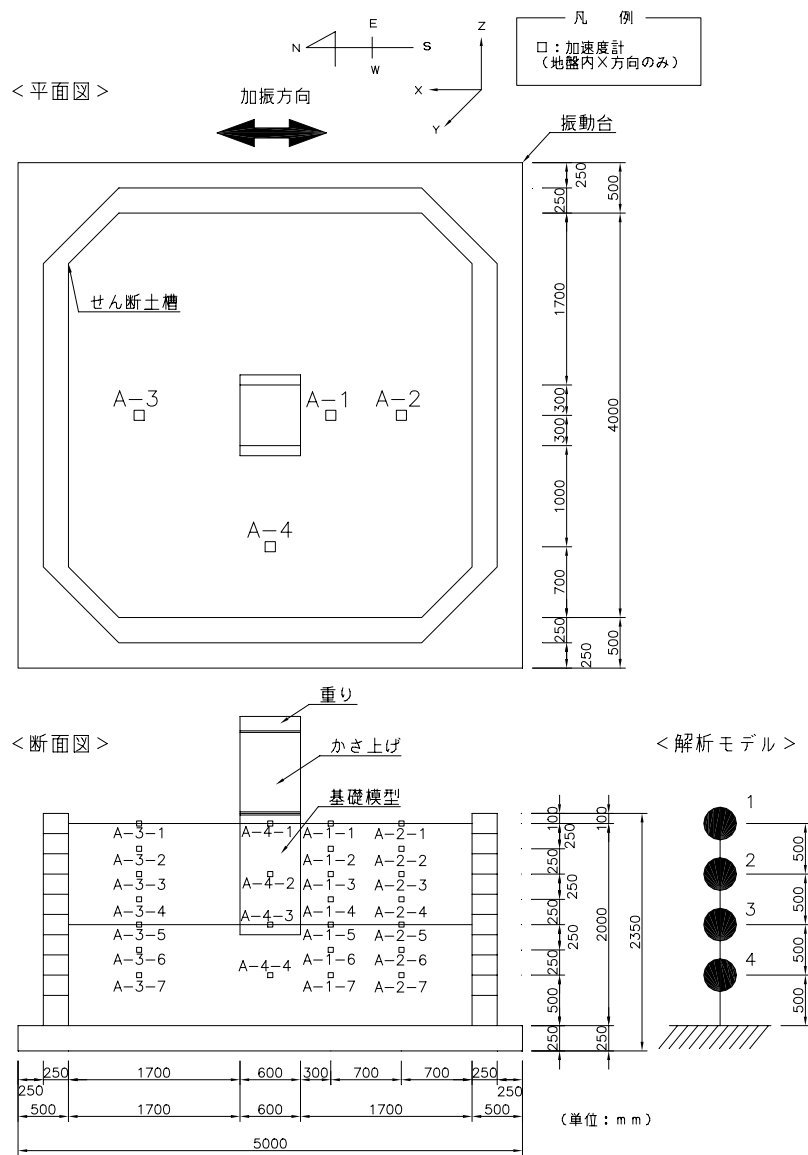 凡 例
□:加速度計
(地盤内X方向のみ)
E
N
S
W
Z
X
Y
<平面図>
加振方向
振動台
せん断土槽
A-3
A-1
A-2
A-4
250
250
500
1700
300
300
4000
1000
700
250
250
500
<断面図>
重り
かさ上げ
基礎模型
A-3-1
A-4-1
A-1-1
A-2-1
A-3-2
A-1-2
A-2-2
A-3-3
A-4-2
A-1-3
A-2-3
A-3-4
A-4-3
A-1-4
A-2-4
A-3-5
A-1-5
A-2-5
A-3-6
A-4-4
A-1-6
A-2-6
A-3-7
A-1-7
A-2-7
100
100
250
250
250
250
250
250
500
250
2000
250
2350
<解析モデル>
1
2
3
4
500
500
500
500
250
1700
600
300
700
700
250
250
250
500
1700
600
1700
500
5000
(単位:mm)